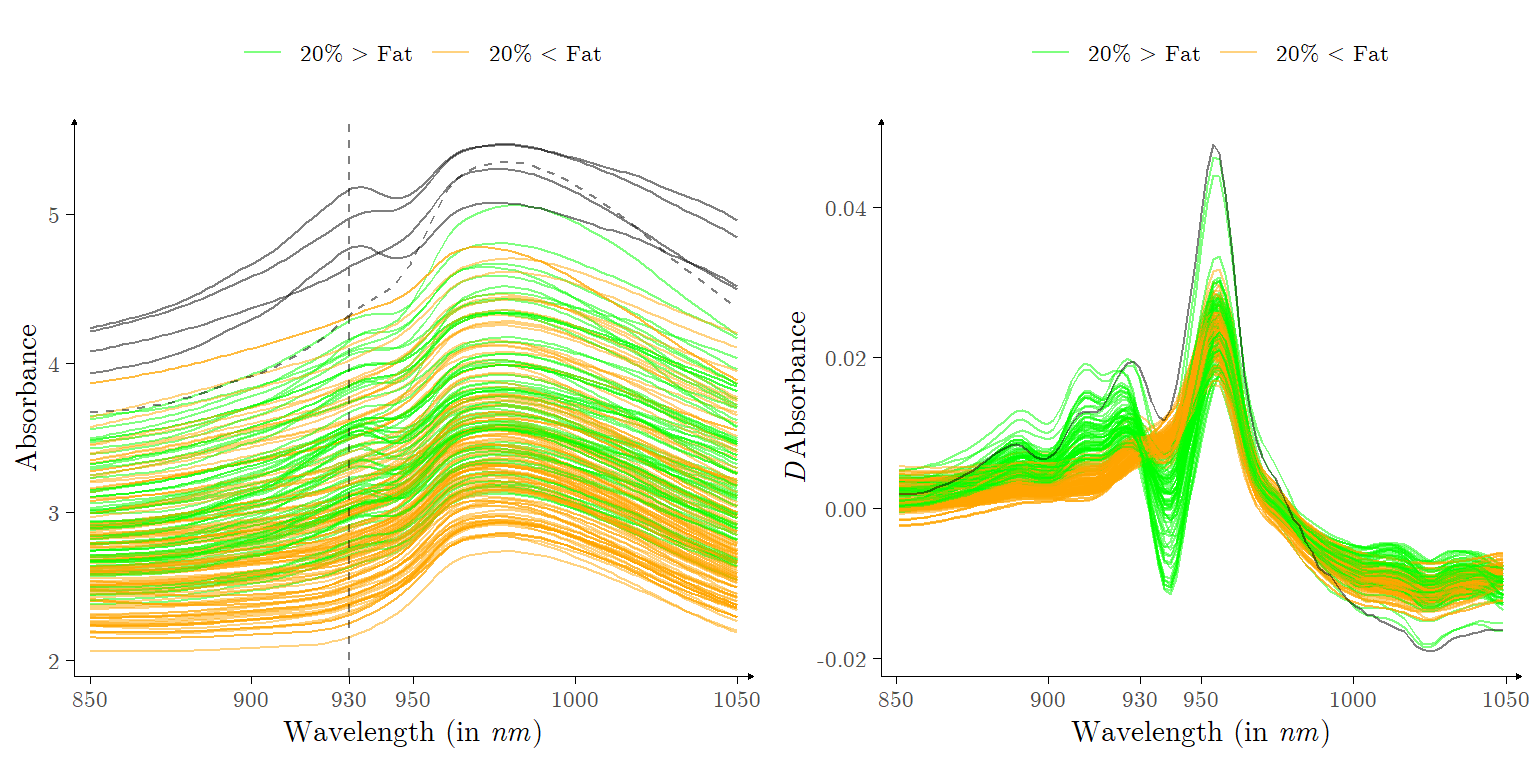 20% > Fat 20% < Fat
5
4
3
2
Absorbance
850 900 930 950 1000 1050
Wavelength (in nm)
20% > Fat 20% < Fat
0.04
0.02
0.00
-0.02
DAbsorbance
850 900 930 950 1000 1050
Wavelength (in nm)